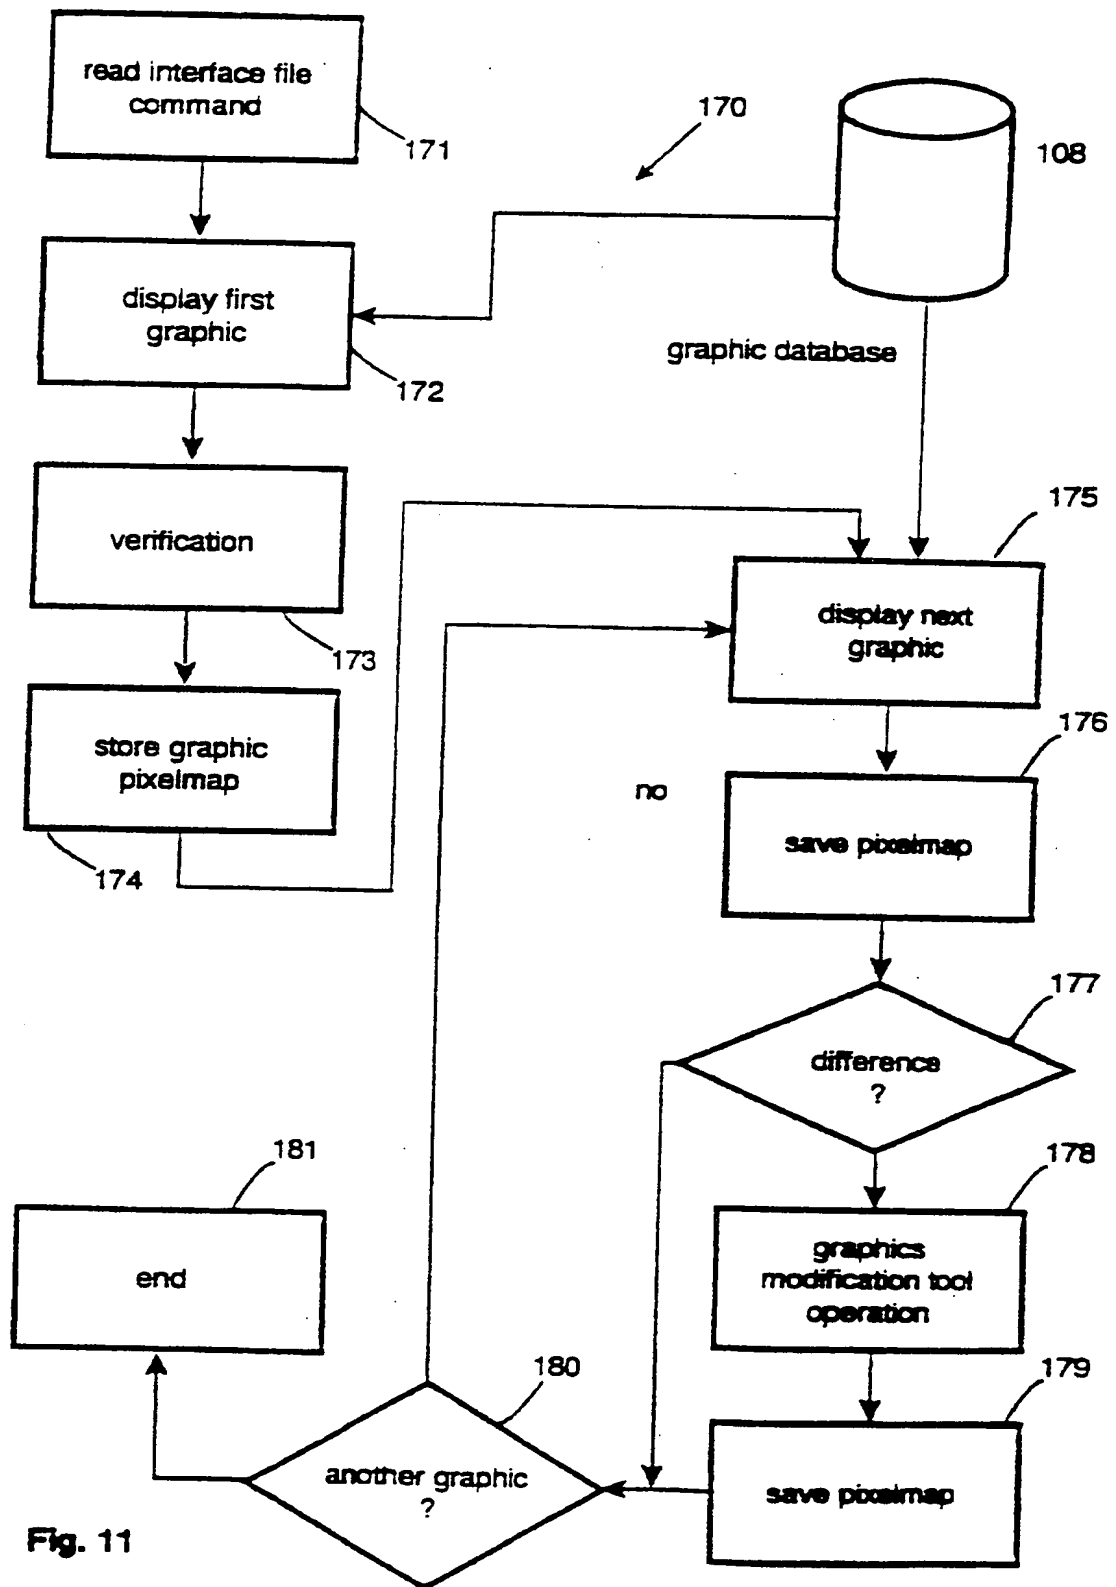 read interface file
command
171
170
108
display first
graphic
172
graphic database
verification
173
175
display next
graphic
store graphic
pixelmap
174
no
176
save pixelmap
177
difference
?
178
graphics
modification tool
operation
181
end
179
save pixelmap
180
another graphic
?
Fig. 11